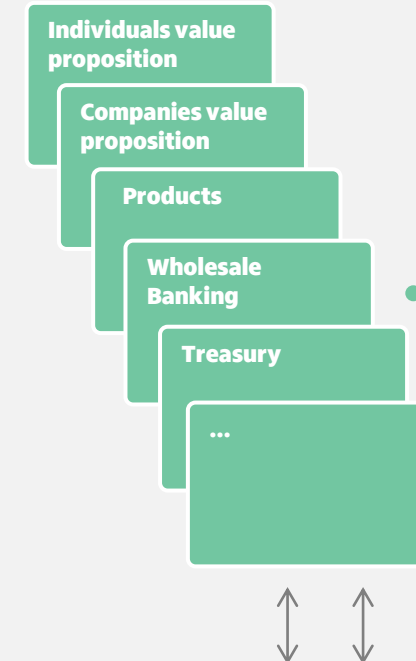 Individuals value
proposition
Companies value
proposition
Products
Wholesale
Banking
Treasury
...